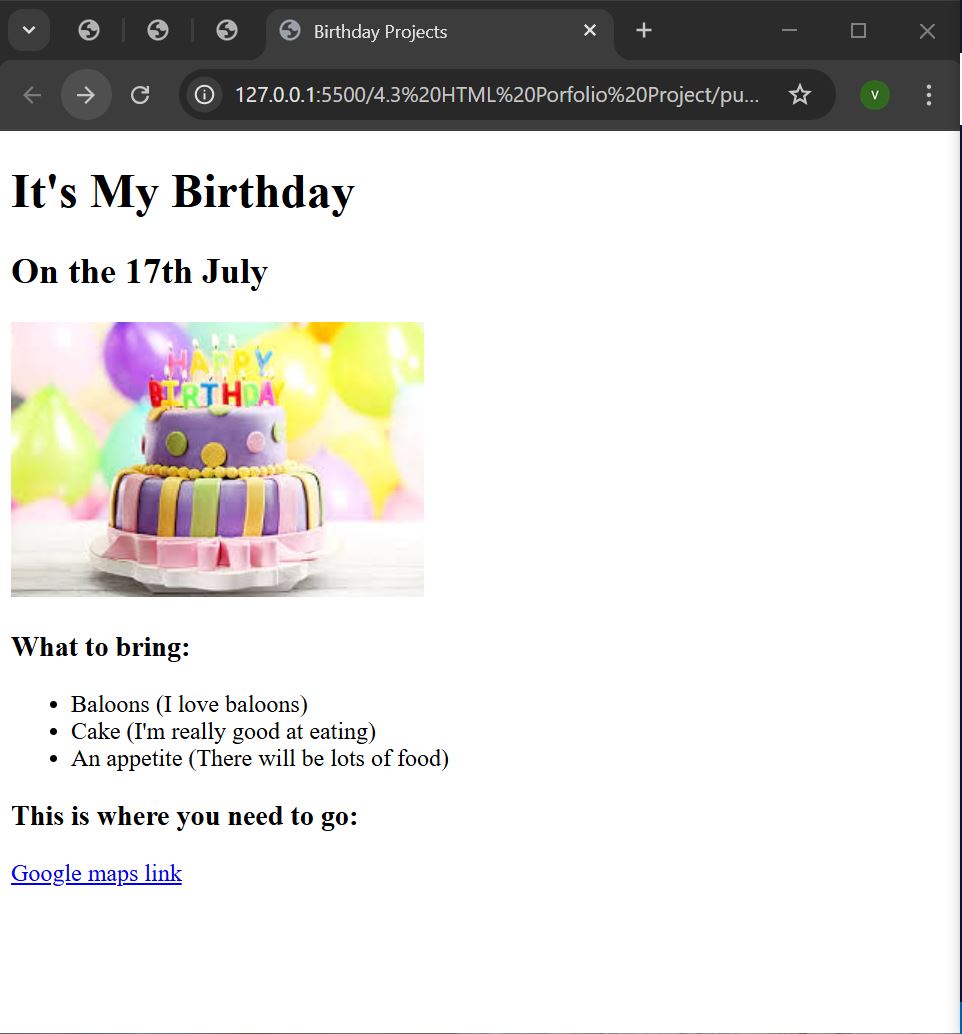 Birthday Projects
127.0.0.1:5500/4.3%20HTML%20Porfolio%20Project/pu...
V
It's My Birthday
On the 17th July
HAPPY
BIRTHDAY
What to bring:
• Baloons (I love baloons)
• Cake (I'm really good at eating)
• An appetite (There will be lots of food)
This is where you need to go:
Google maps link